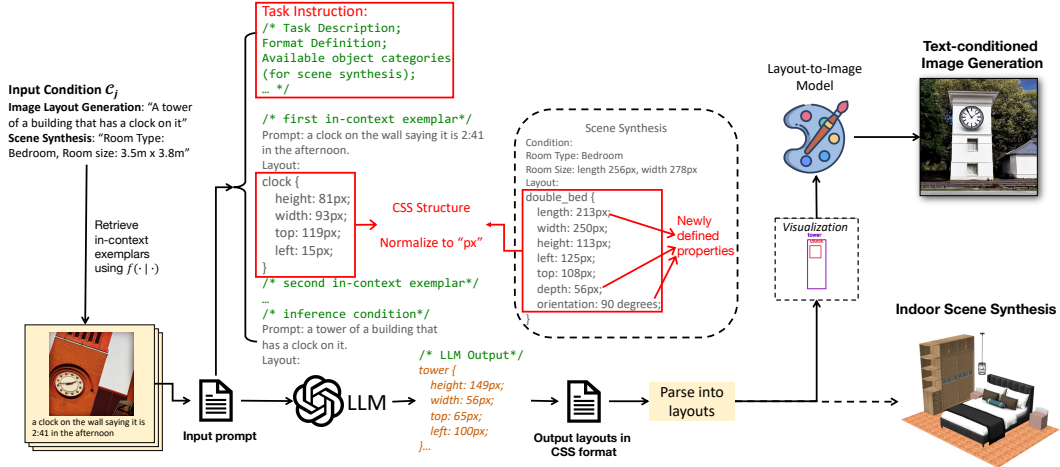 Input Condition 𝒞ⱼ
Image Layout Generation: “A tower
of a building that has a clock on it”
Scene Synthesis: “Room Type:
Bedroom, Room size: 3.5m x 3.8m”
Retrieve
in-context
exemplars
using f(· | ·)
a clock on the wall saying it is
2:41 in the afternoon
Input prompt
Task Instruction:
/* Task Description;
Format Definition;
Available object categories
(for scene synthesis);
… */
/* first in-context exemplar*/
Prompt: a clock on the wall saying it is 2:41
in the afternoon.
Layout:
clock {
height: 81px;
width: 93px;
top: 119px;
left: 15px;
}
/* second in-context exemplar*/
…
/* inference condition*/
Prompt: a tower of a building that
has a clock on it.
Layout:
CSS Structure
Normalize to “px”
Scene Synthesis
Condition:
Room Type: Bedroom
Room Size: length 256px, width 278px
Layout:
double_bed {
length: 213px;
width: 250px;
height: 113px;
left: 125px;
top: 108px;
depth: 56px;
orientation: 90 degrees;
}
Newly
defined
properties
LLM
/* LLM Output*/
tower {
height: 149px;
width: 56px;
top: 65px;
left: 100px;
}…
Output layouts in
CSS format
Parse into
layouts
Layout-to-Image
Model
Visualization
tower
clock
Text-conditioned
Image Generation
Indoor Scene Synthesis